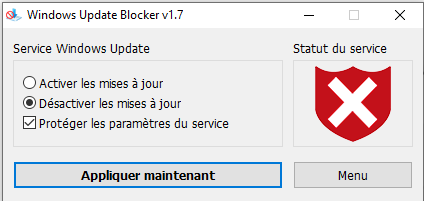 Windows Update Blocker v1.7
Service Windows Update
Statut du service
Activer les mises à jour
Désactiver les mises à jour
Protéger les paramètres du service
Appliquer maintenant
Menu